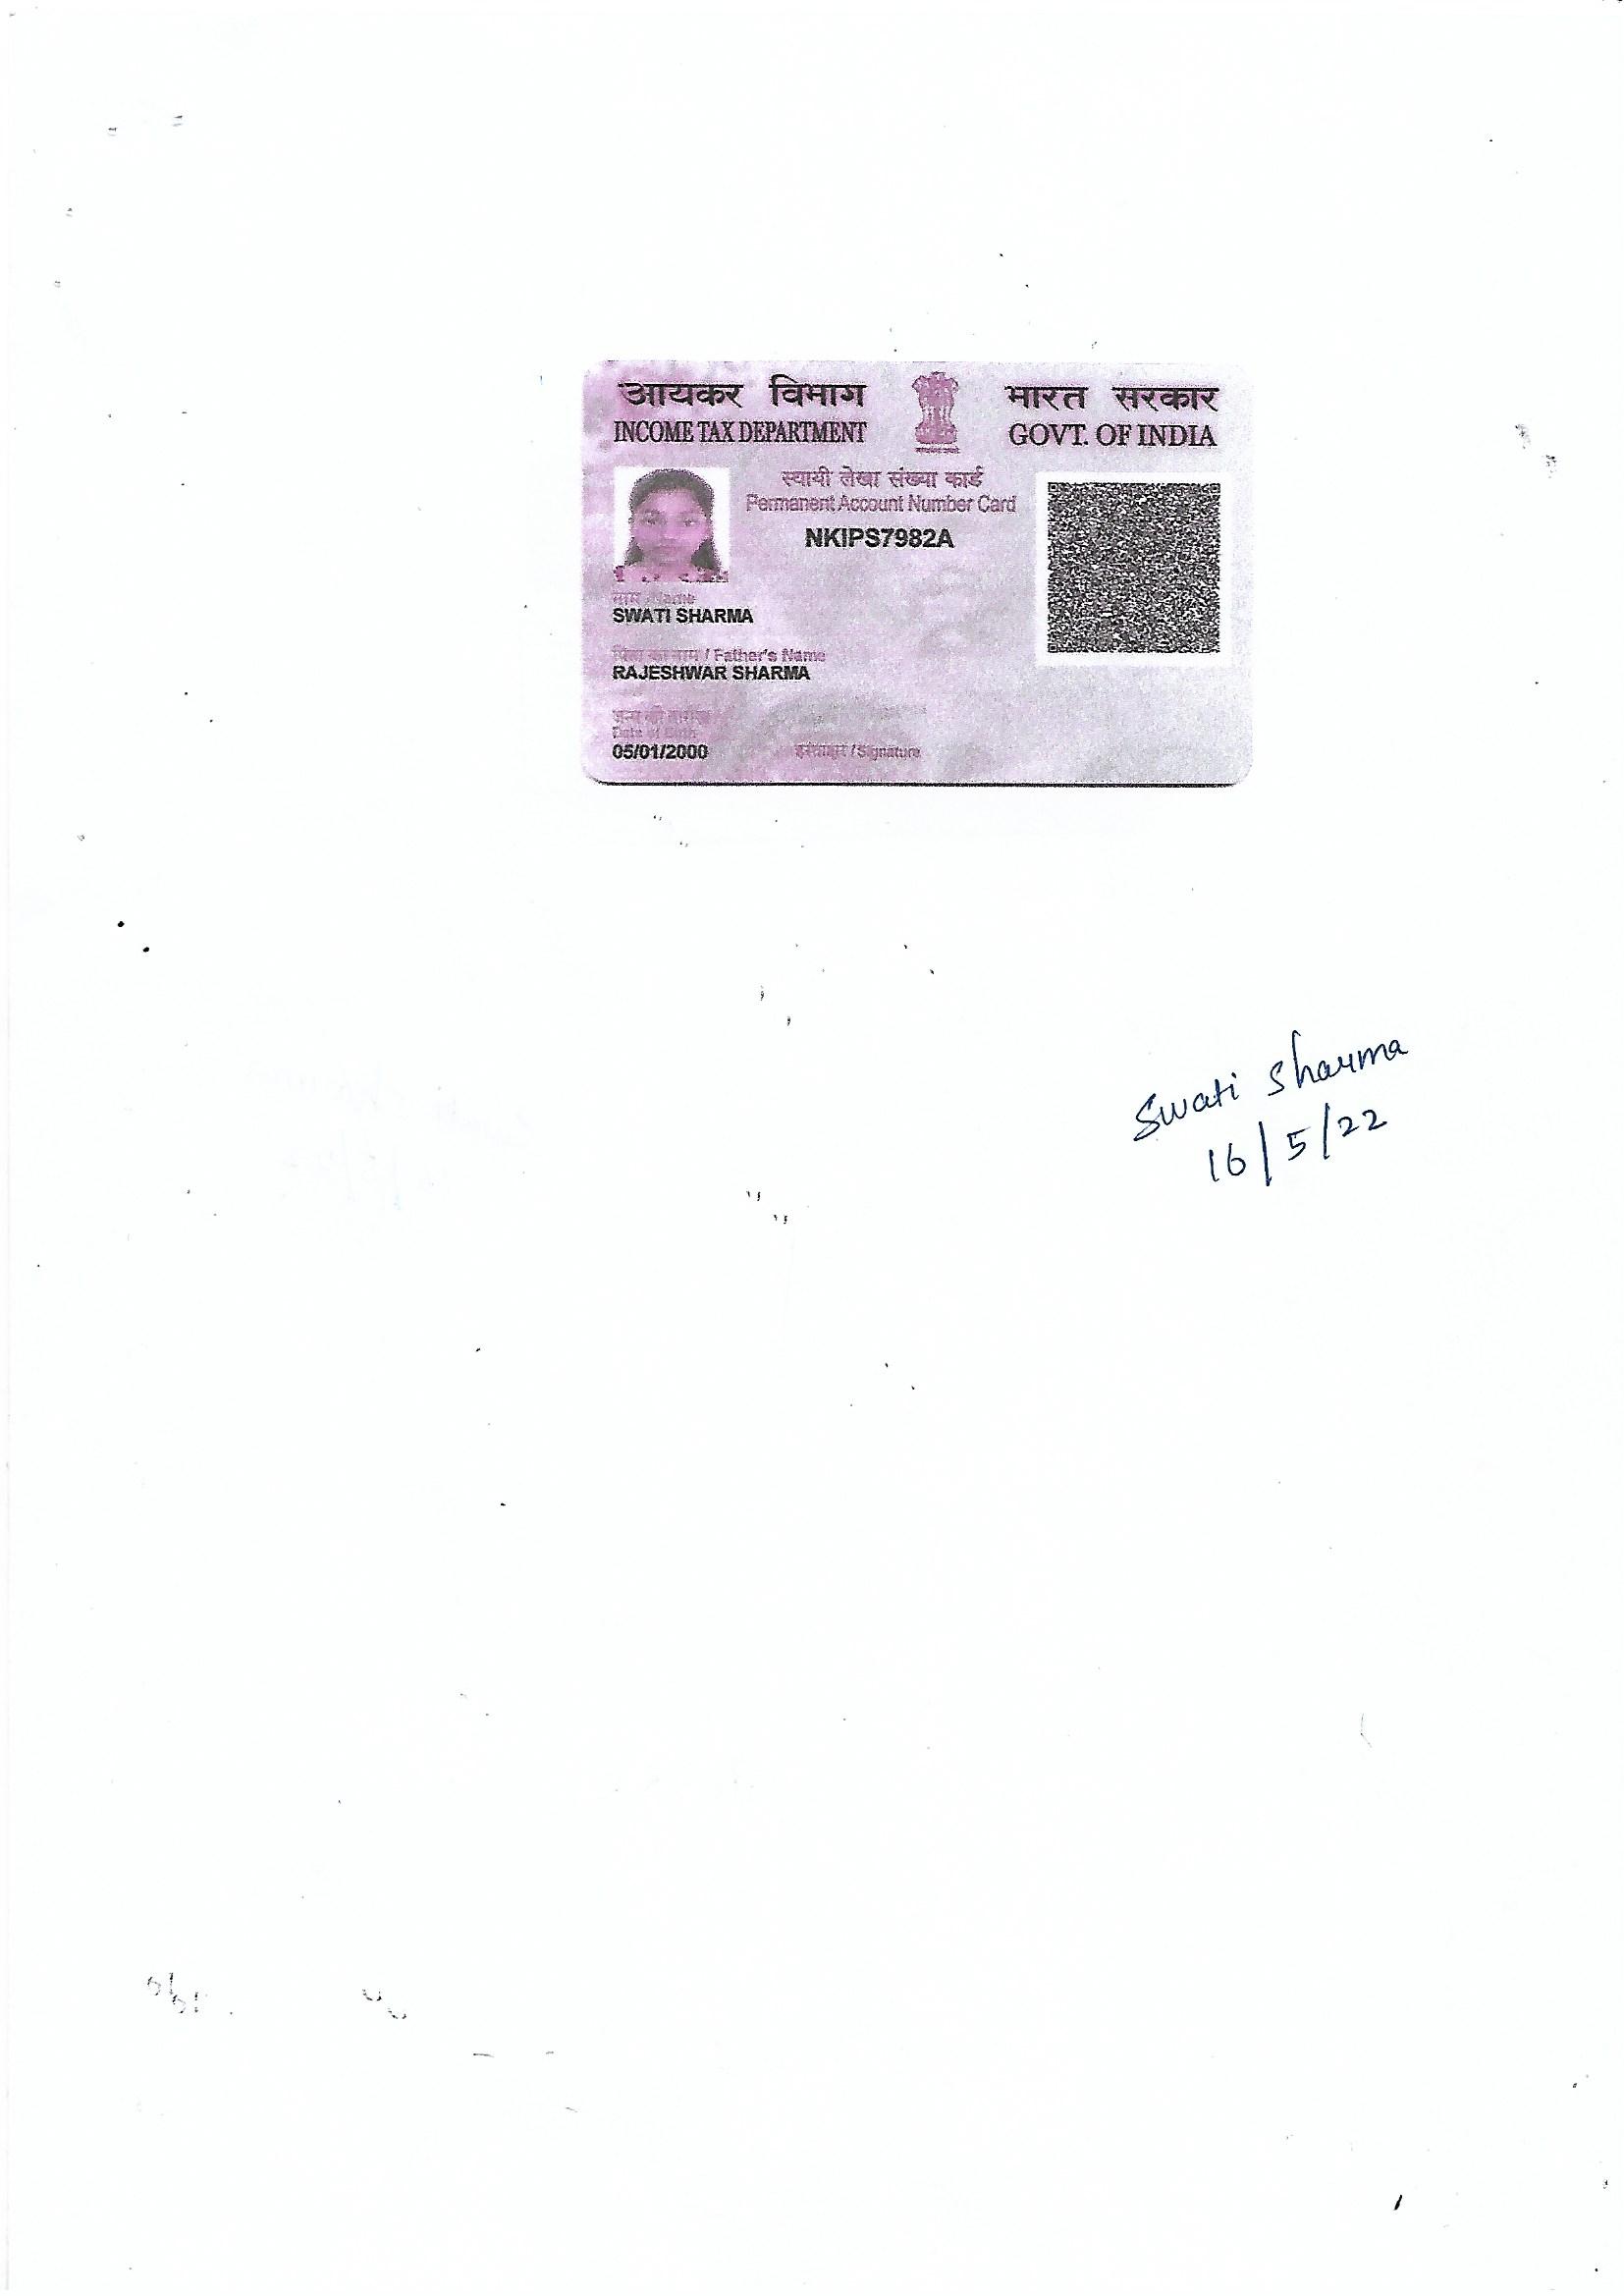 आयकर विभाग
INCOME TAX DEPARTMENT
भारत सरकार
GOVT. OF INDIA
स्थायी लेखा संख्या कार्ड
Permanent Account Number Card
NKIPS7982A
नाम / Name
SWATI SHARMA
पिता का नाम / Father's Name
RAJESHWAR SHARMA
जन्म की तारीख /
Date of Birth
05/01/2000
हस्ताक्षर / Signature
Swati Sharma
16/5/22